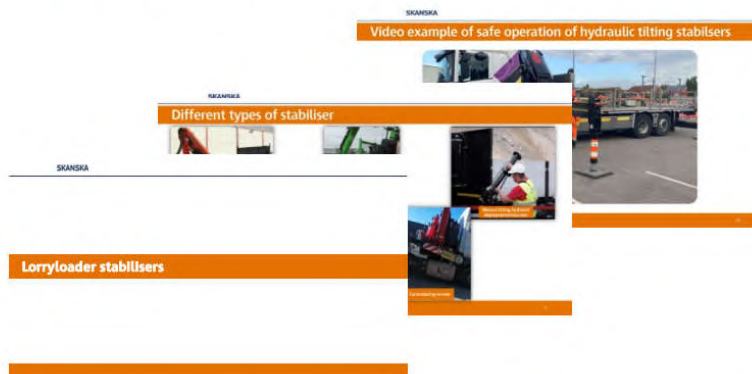 SKANSKA
Video example of safe operation of hydraulic tilting stabilsers
SKANSKA
Different types of stabiliser
SKANSKA
Lorryloader stabilisers